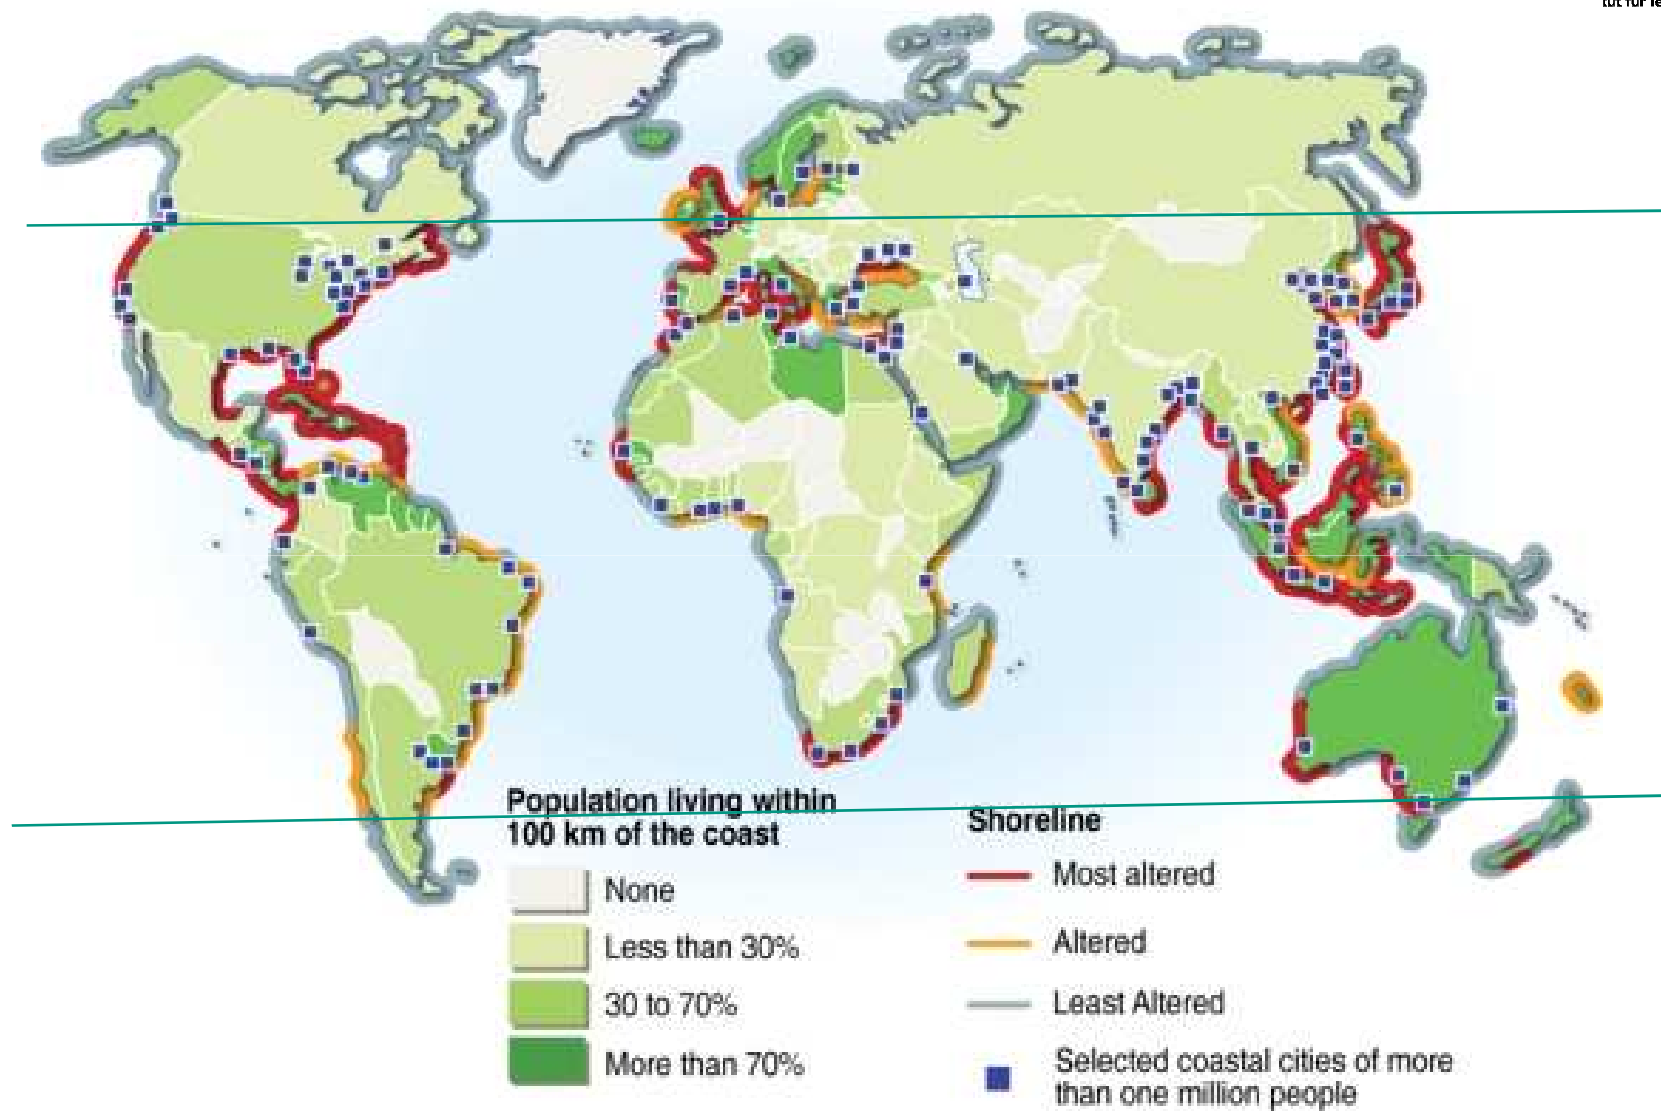 Population living within
100 km of the coast
None
Less than 30%
30 to 70%
More than 70%
Shoreline
Most altered
Altered
Least Altered
Selected coastal cities of more
than one million people